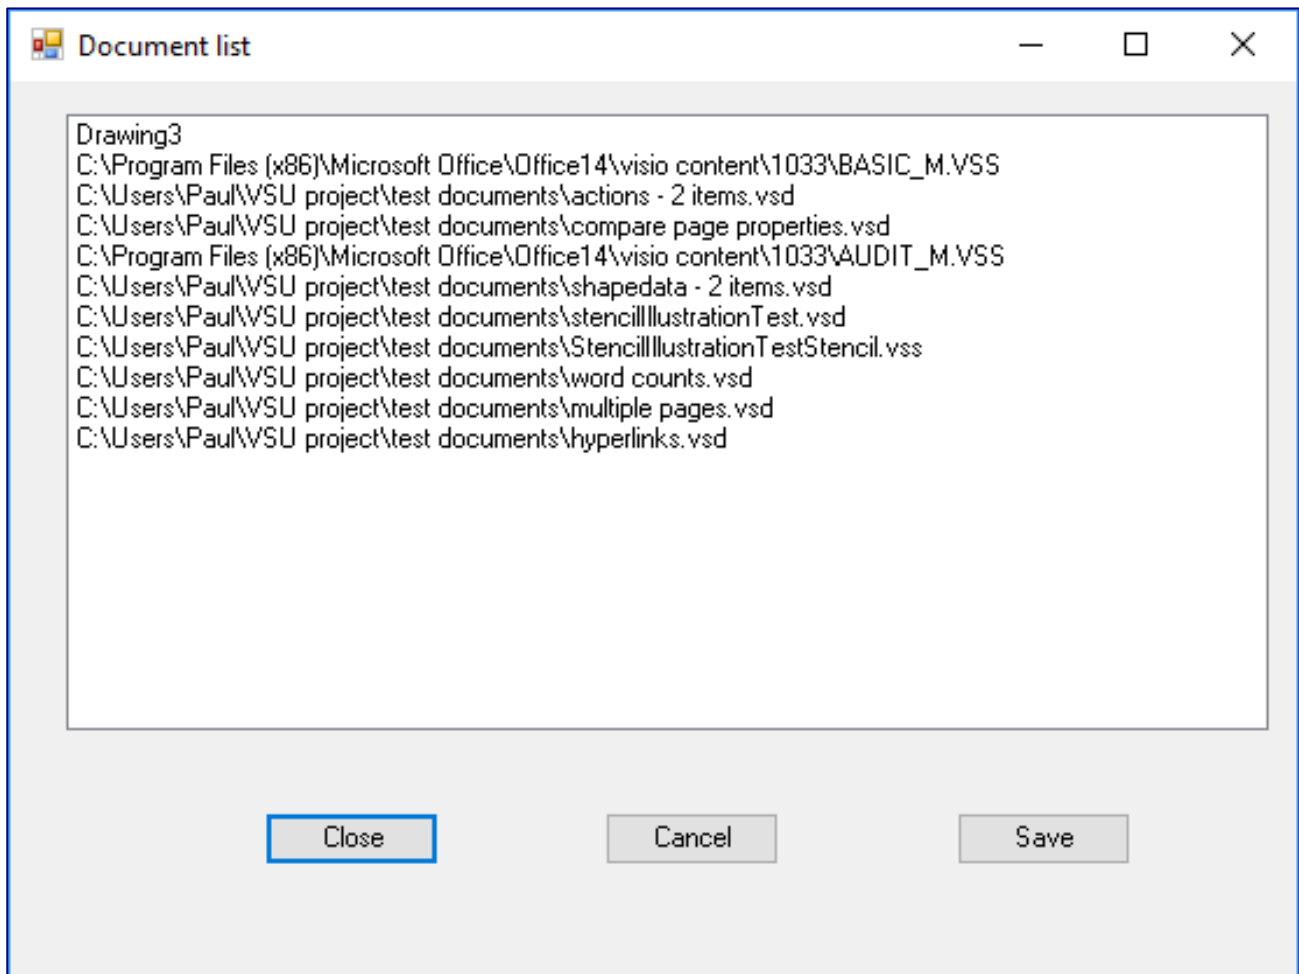 Document list
Drawing3
C:\Program Files (x86)\Microsoft Office\Office14\visio content\1033\BASIC_M.VSS
C:\Users\Paul\VSU project\test documents\actions - 2 items.vsd
C:\Users\Paul\VSU project\test documents\compare page properties.vsd
C:\Program Files (x86)\Microsoft Office\Office14\visio content\1033\AUDIT_M.VSS
C:\Users\Paul\VSU project\test documents\shapedata - 2 items.vsd
C:\Users\Paul\VSU project\test documents\stencilIllustrationTest.vsd
C:\Users\Paul\VSU project\test documents\StencilIllustrationTestStencil.vss
C:\Users\Paul\VSU project\test documents\word counts.vsd
C:\Users\Paul\VSU project\test documents\multiple pages.vsd
C:\Users\Paul\VSU project\test documents\hyperlinks.vsd
Close Cancel Save